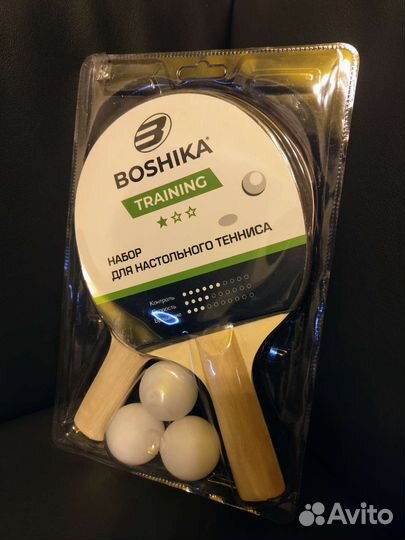 BOSHIKA®
TRAINING
НАБОР
ДЛЯ НАСТОЛЬНОГО ТЕННИСА
Контроль
Avito